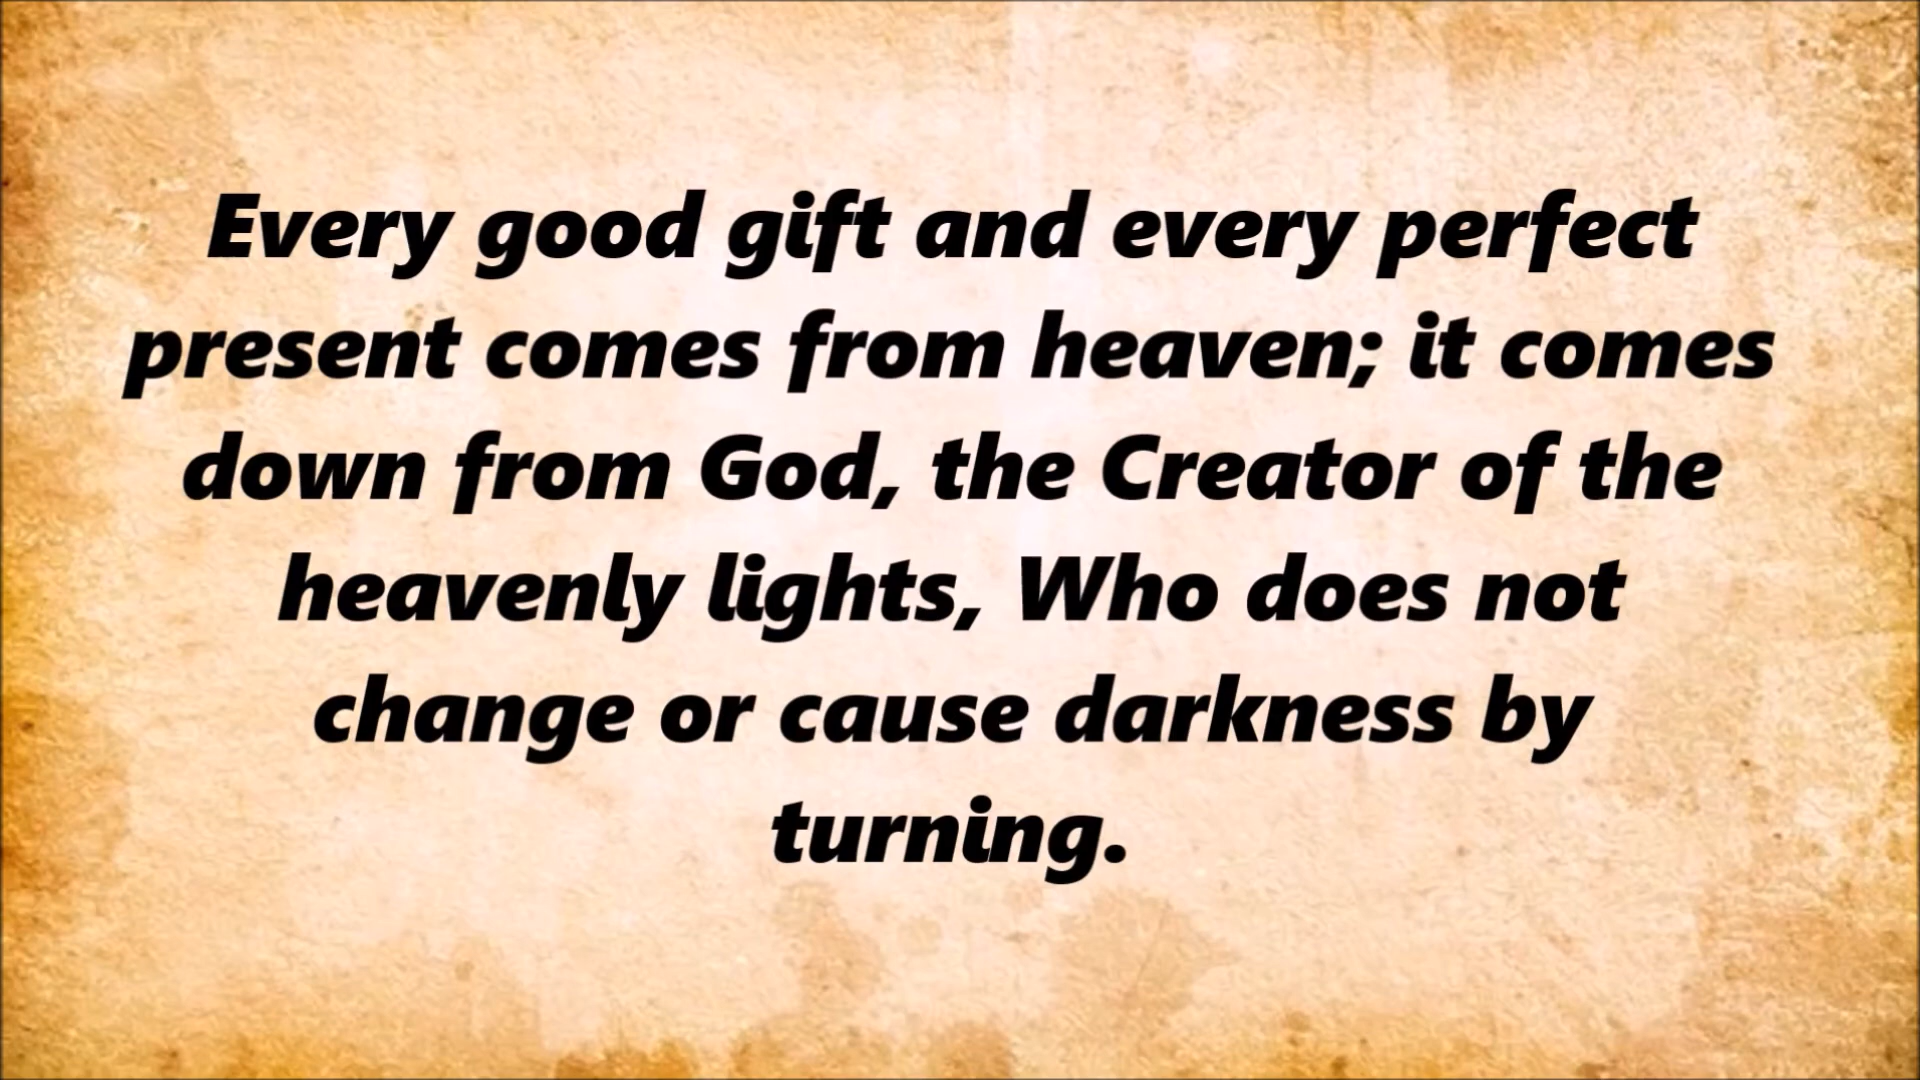 Every good gift and every perfect
present comes from heaven; it comes
down from God, the Creator of the
heavenly lights, Who does not
change or cause darkness by
turning.